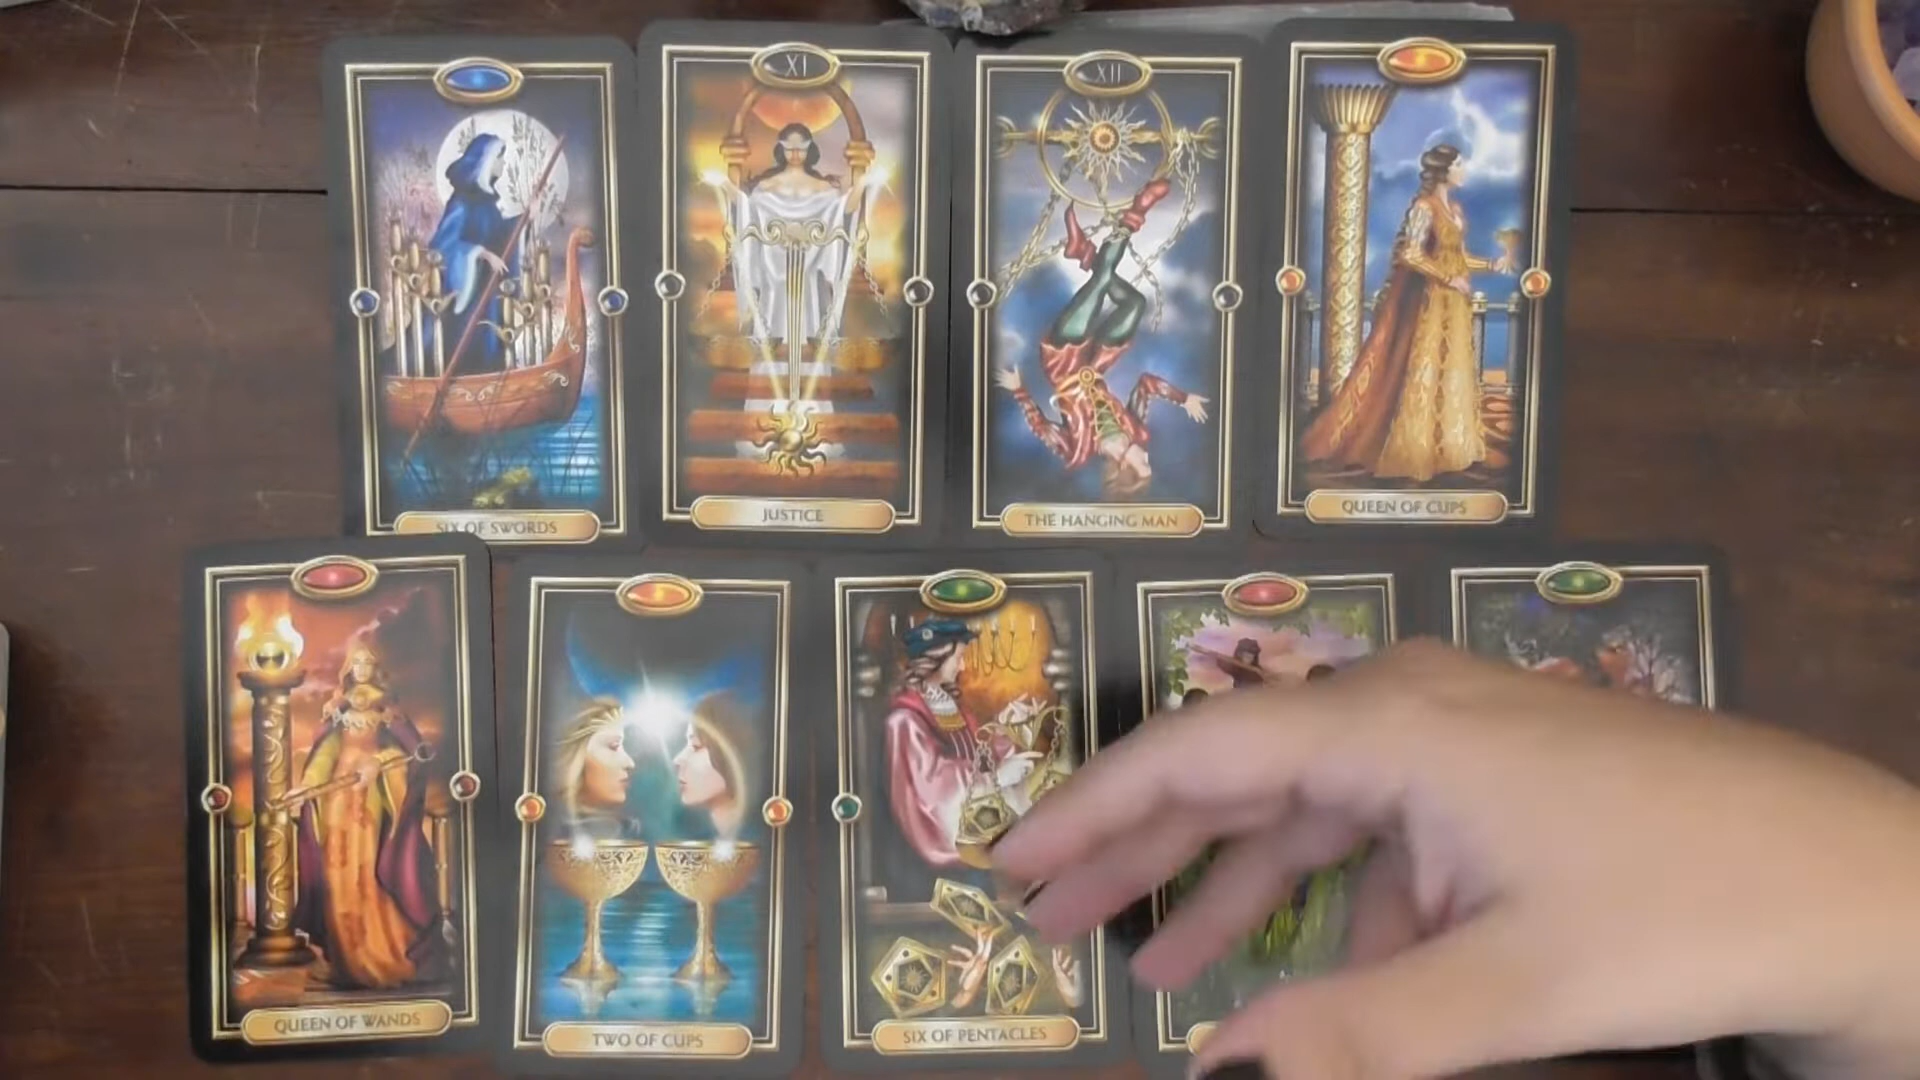 XI
XII
SIX OF SWORDS
JUSTICE
THE HANGING MAN
QUEEN OF CUPS
QUEEN OF WANDS
TWO OF CUPS
SIX OF PENTACLES